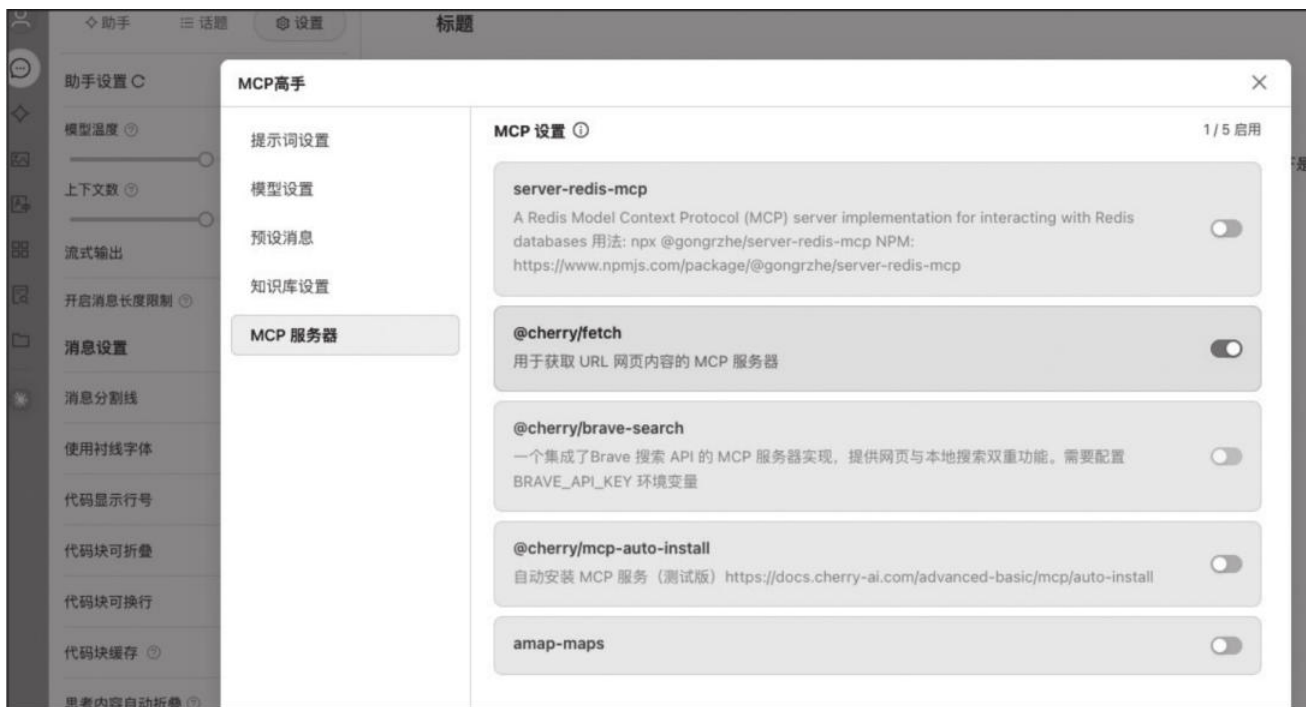 助手
话题
设置
标题
助手设置
模型温度
上下文数
流式输出
开启消息长度限制
消息设置
消息分割线
使用衬线字体
代码显示行号
代码块可折叠
代码块可换行
代码块缓存
思考内容自动折叠
MCP高手
提示词设置
模型设置
预设消息
知识库设置
MCP 服务器
MCP 设置
1 / 5 启用
server-redis-mcp
A Redis Model Context Protocol (MCP) server implementation for interacting with Redis
databases 用法: npx @gongrzhe/server-redis-mcp NPM:
https://www.npmjs.com/package/@gongrzhe/server-redis-mcp
@cherry/fetch
用于获取 URL 网页内容的 MCP 服务器
@cherry/brave-search
一个集成了Brave 搜索 API 的 MCP 服务器实现，提供网页与本地搜索双重功能。需要配置
BRAVE_API_KEY 环境变量
@cherry/mcp-auto-install
自动安装 MCP 服务（测试版）https://docs.cherry-ai.com/advanced-basic/mcp/auto-install
amap-maps